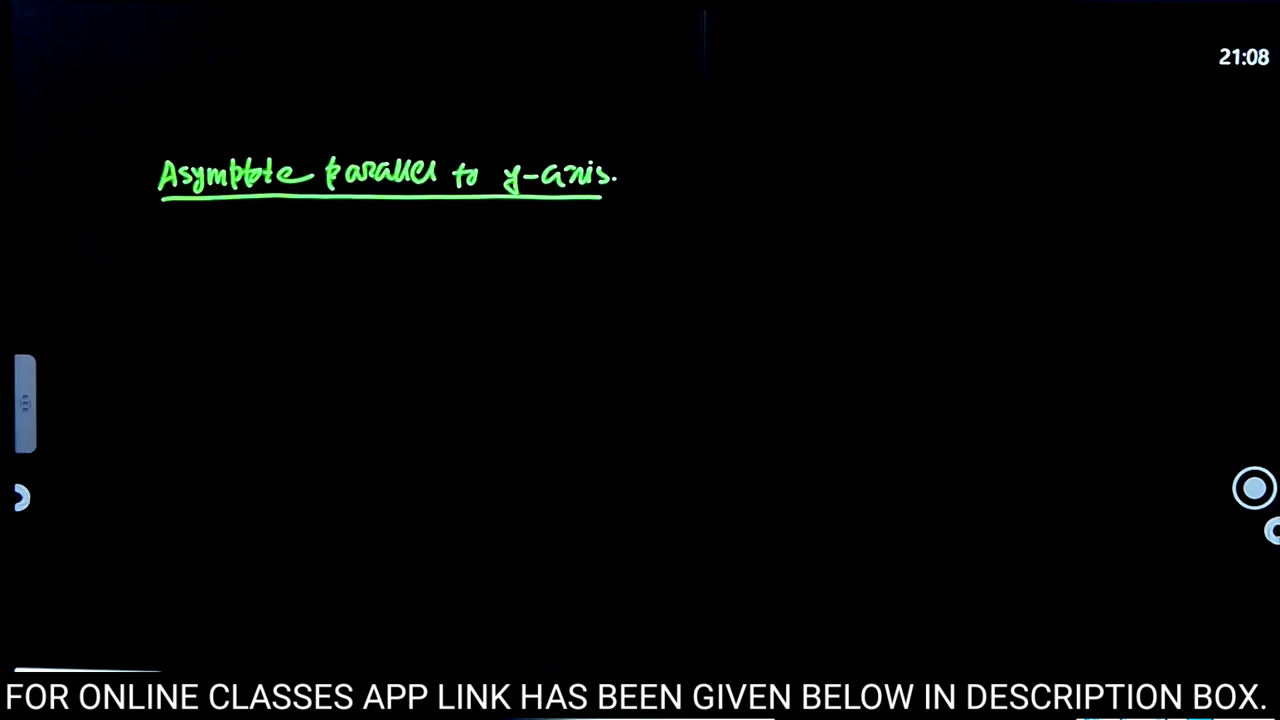 21:08
Asymptote parallel to y-axis.
FOR ONLINE CLASSES APP LINK HAS BEEN GIVEN BELOW IN DESCRIPTION BOX.